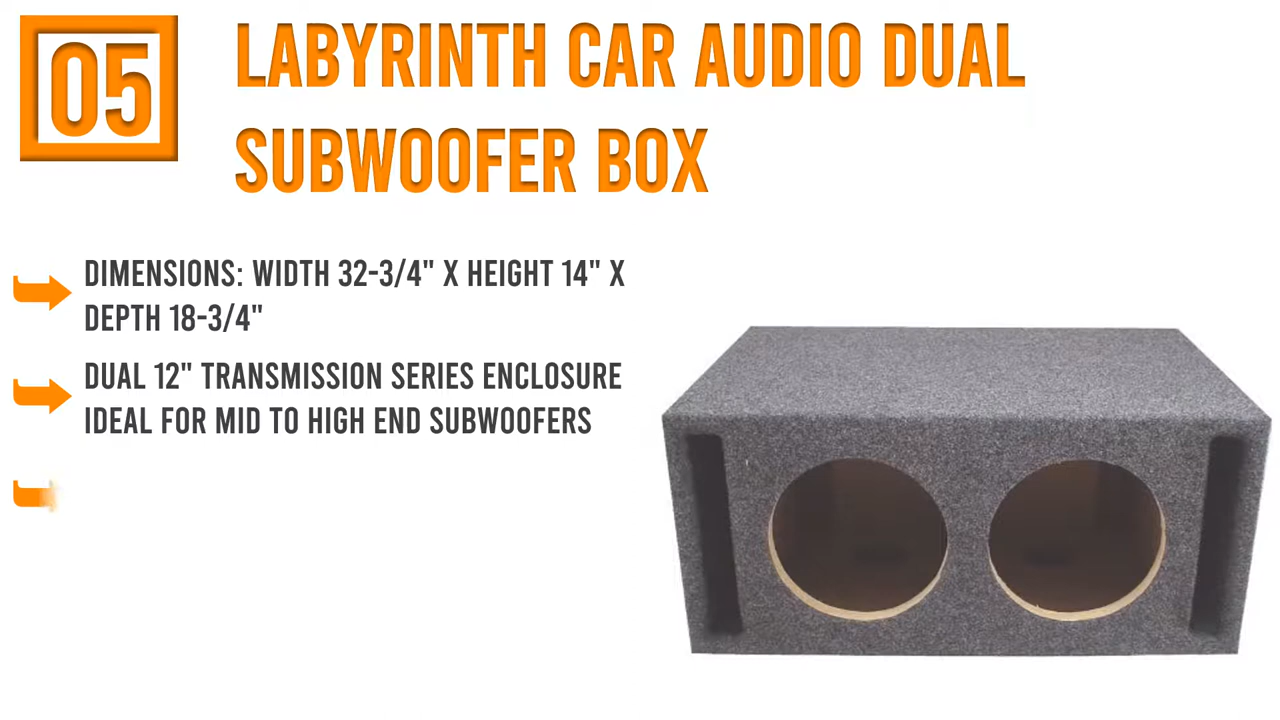 05
LABYRINTH CAR AUDIO DUAL
SUBWOOFER BOX
DIMENSIONS: WIDTH 32-3/4" X HEIGHT 14" X
DEPTH 18-3/4"
DUAL 12" TRANSMISSION SERIES ENCLOSURE
IDEAL FOR MID TO HIGH END SUBWOOFERS